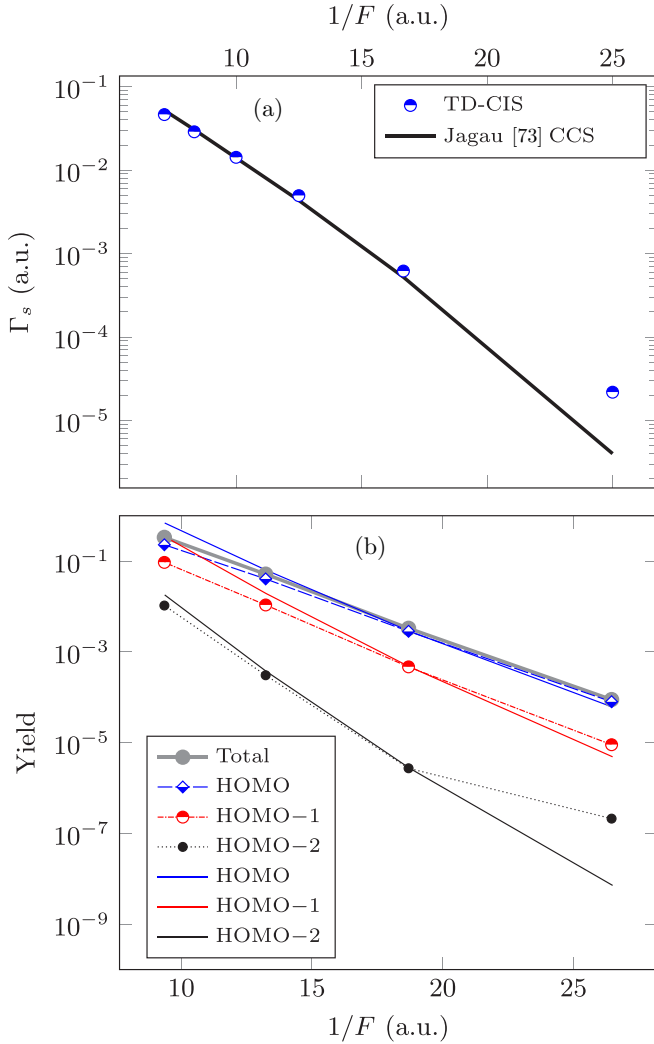 1/F (a.u.)
10 15 20 25
10⁻¹
(a)
TD-CIS
Jagau [73] CCS
10⁻²
10⁻³
Γₛ (a.u.)
10⁻⁴
10⁻⁵
(b)
10⁻¹
10⁻³
10⁻⁵
Yield
Total
HOMO
HOMO−1
HOMO−2
HOMO
HOMO−1
HOMO−2
10⁻⁷
10⁻⁹
10 15 20 25
1/F (a.u.)